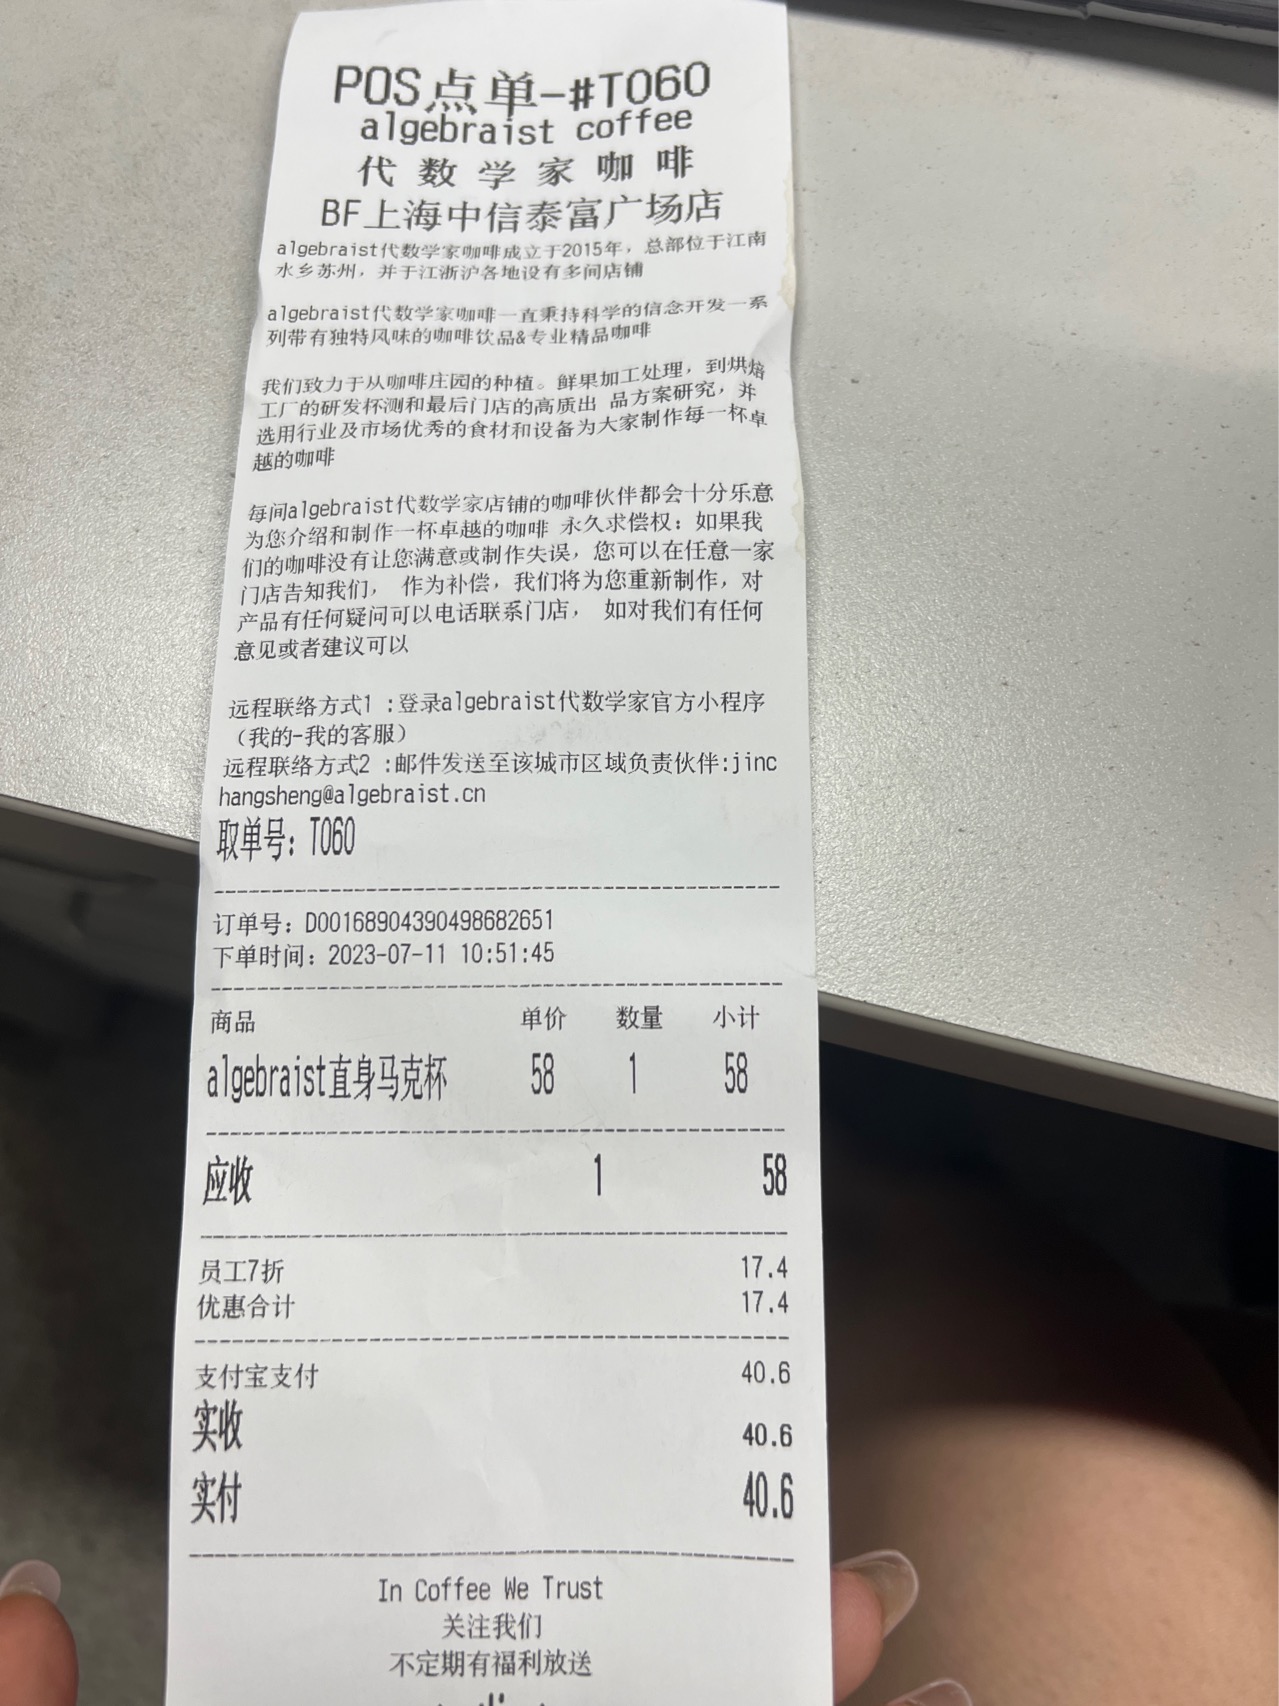 POS点单-#T060
algebraist coffee
代数学家咖啡
BF上海中信泰富广场店
algebraist代数学家咖啡成立于2015年，总部位于江南
水乡苏州，并于江浙沪各地设有多间店铺
algebraist代数学家咖啡一直秉持科学的信念开发一系
列带有独特风味的咖啡饮品&专业精品咖啡
我们致力于从咖啡庄园的种植。鲜果加工处理，到烘焙
工厂的研发杯测和最后门店的高质出 品方案研究，并
选用行业及市场优秀的食材和设备为大家制作每一杯卓
越的咖啡
每间algebraist代数学家店铺的咖啡伙伴都会十分乐意
为您介绍和制作一杯卓越的咖啡 永久求偿权：如果我
们的咖啡没有让您满意或制作失误，您可以在任意一家
门店告知我们， 作为补偿，我们将为您重新制作，对
产品有任何疑问可以电话联系门店， 如对我们有任何
意见或者建议可以
远程联络方式1 :登录algebraist代数学家官方小程序
（我的-我的客服）
远程联络方式2 :邮件发送至该城市区域负责伙伴:jinc
hangsheng@algebraist.cn
取单号：T060
订单号：D001689043904986826​51
下单时间：2023-07-11 10:51:45
商品 单价 数量 小计
algebraist直身马克杯 58 1 58
应收 1 58
员工7折 17.4
优惠合计 17.4
支付宝支付 40.6
实收 40.6
实付 40.6
In Coffee We Trust
关注我们
不定期有福利放送